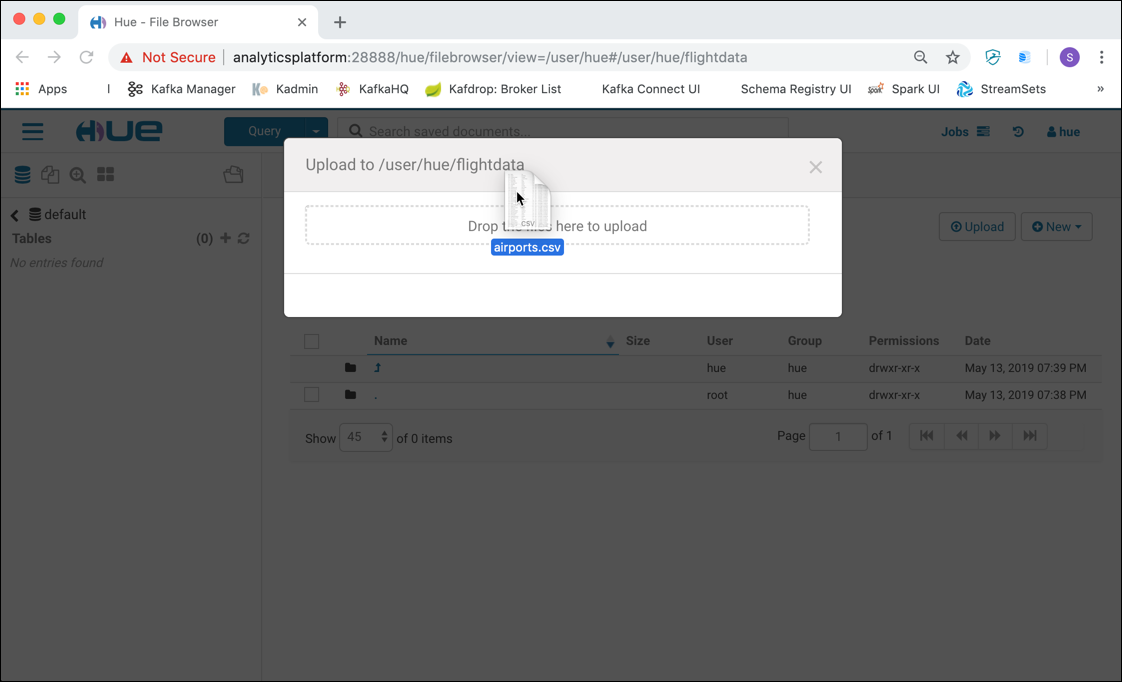 Hue - File Browser
Not Secure | analyticsplatform:28888/hue/filebrowser/view=/user/hue#/user/hue/flightdata
S
Apps | Kafka Manager Kadmin KafkaHQ Kafdrop: Broker List Kafka Connect UI Schema Registry UI Spark UI StreamSets »
HUE Query Search saved documents... Jobs hue
Upload to /user/hue/flightdata ×
default
Tables (0)
No entries found
Drop the files here to upload
csv
airports.csv
Upload New
Name Size User Group Permissions Date
hue hue drwxr-xr-x May 13, 2019 07:39 PM
. root hue drwxr-xr-x May 13, 2019 07:38 PM
Show 45 of 0 items Page 1 of 1